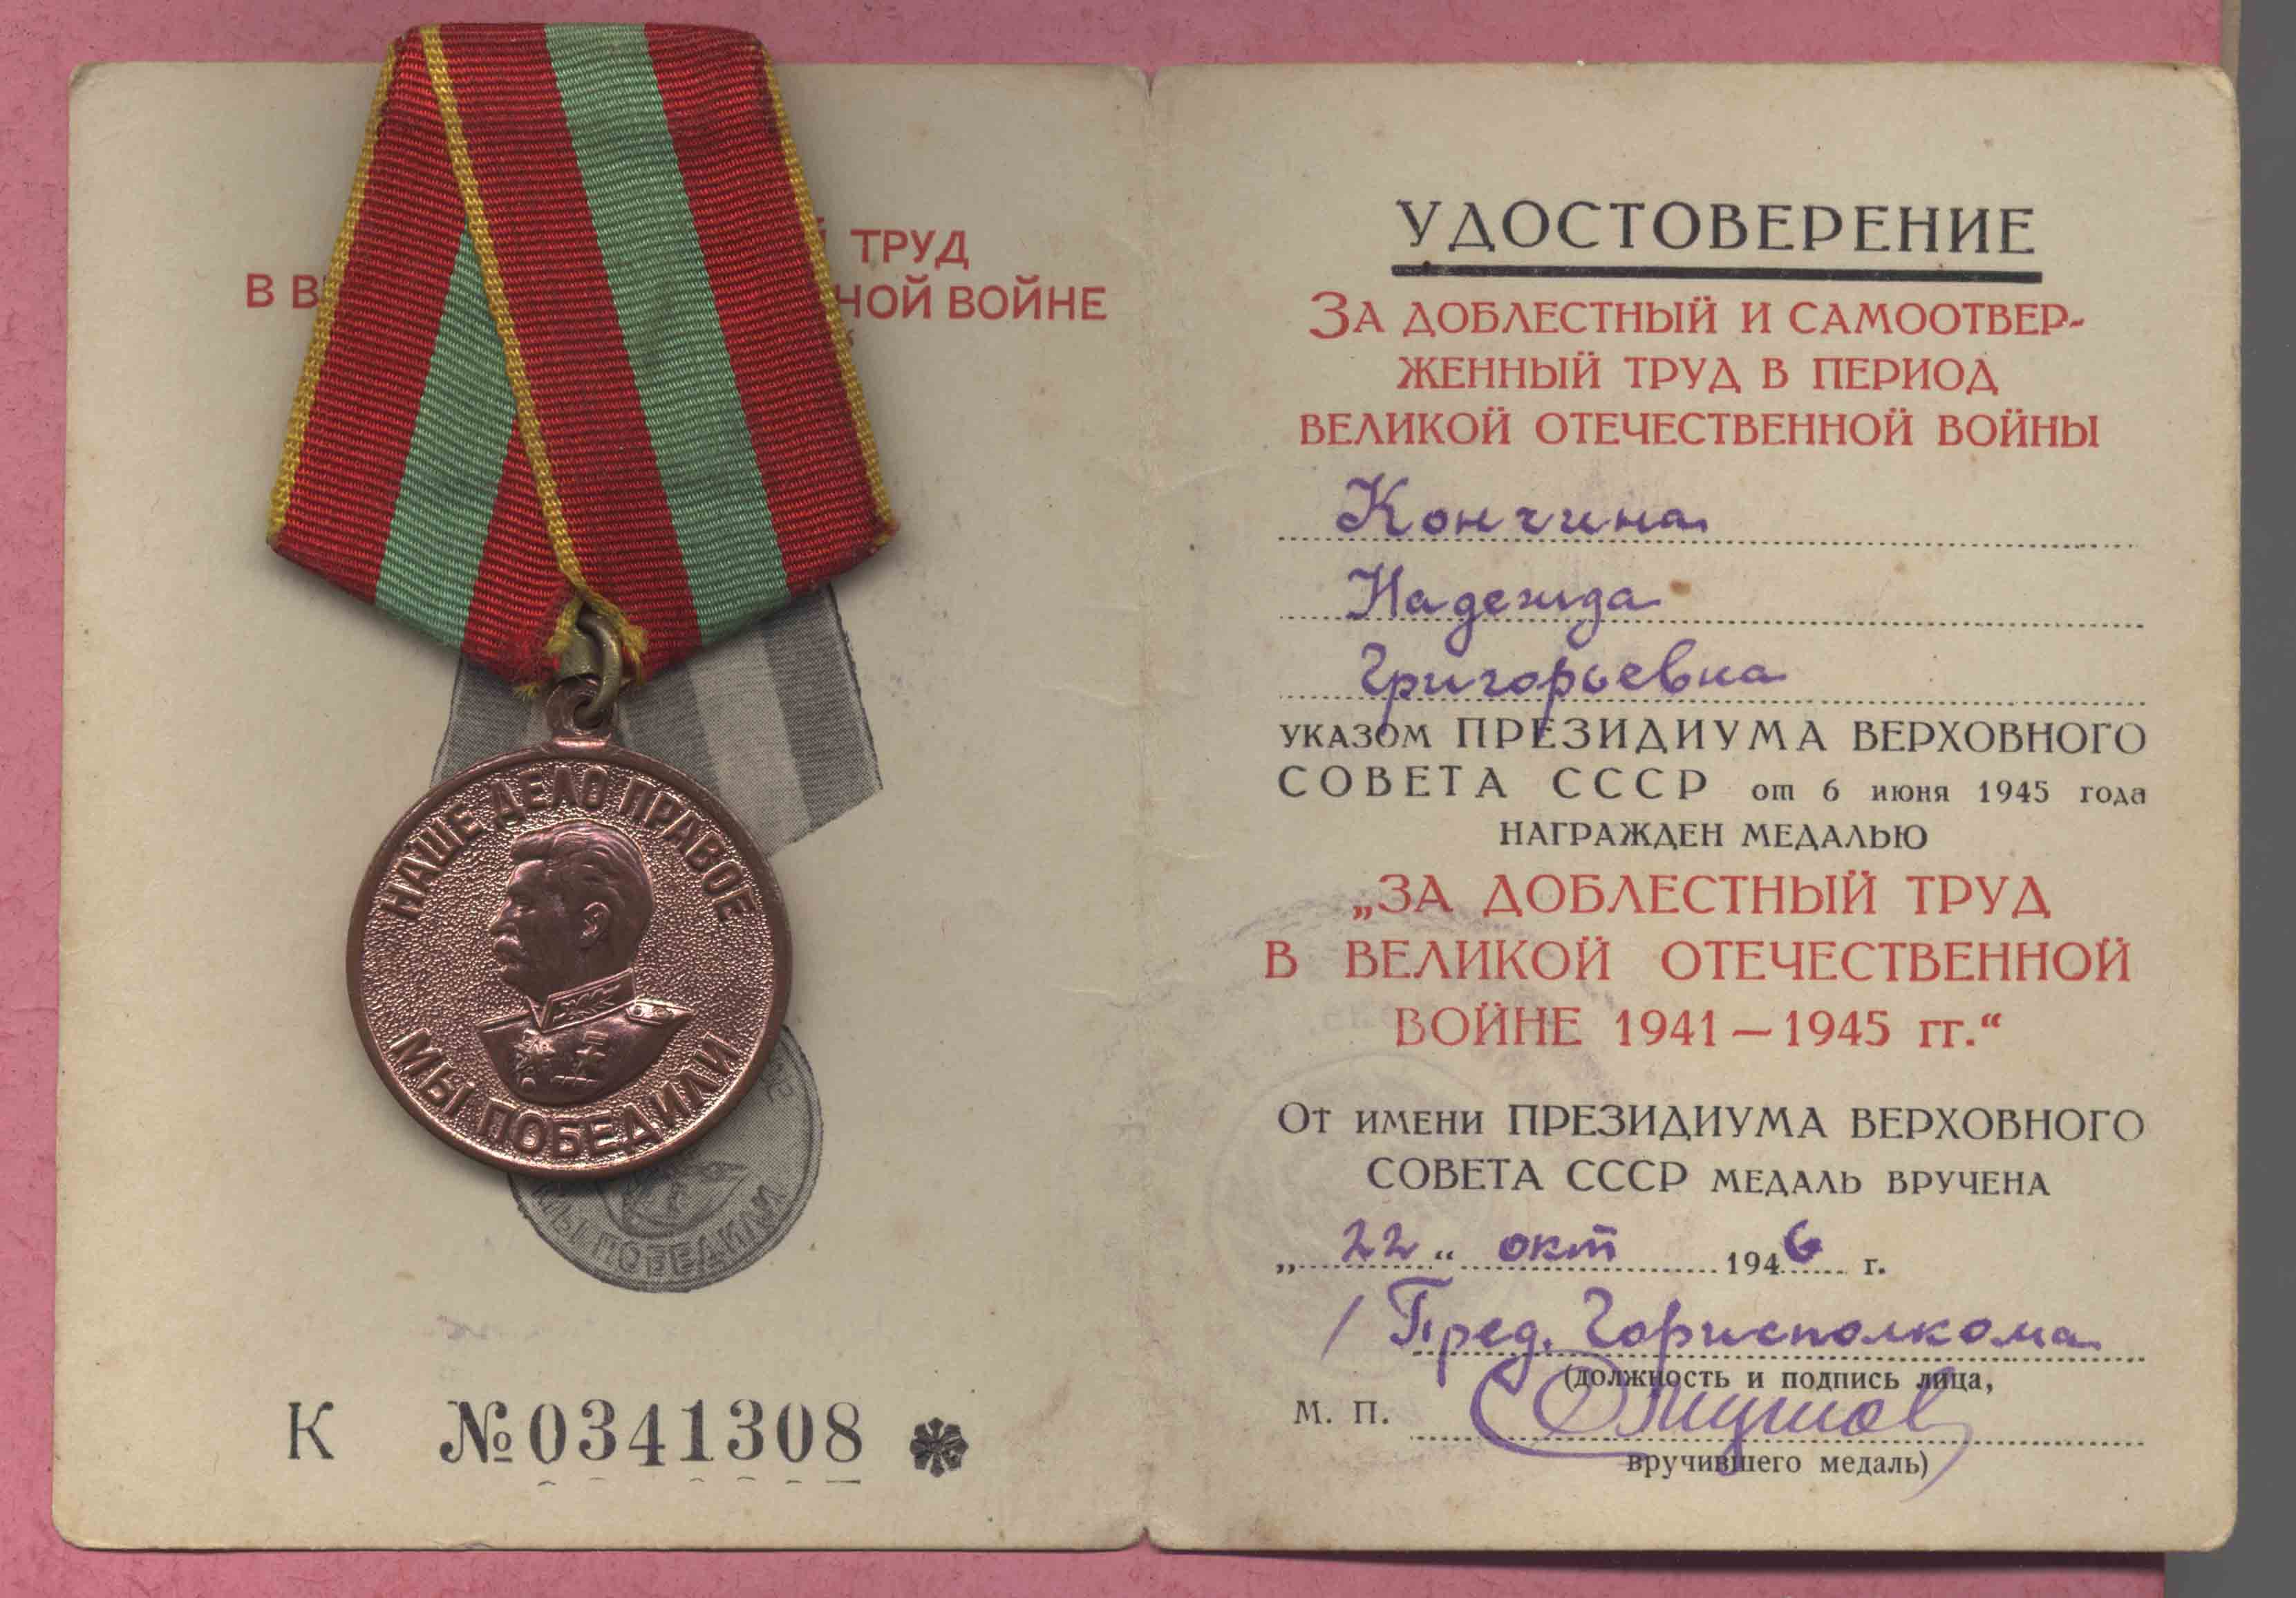 ТРУД
В В
НОЙ ВОЙНЕ
НАШЕ ДЕЛО ПРАВОЕ
МЫ ПОБЕДИЛИ
МЫ ПОБЕДИЛИ
К №0341308
УДОСТОВЕРЕНИЕ
ЗА ДОБЛЕСТНЫЙ И САМООТВЕР-
ЖЕННЫЙ ТРУД В ПЕРИОД
ВЕЛИКОЙ ОТЕЧЕСТВЕННОЙ ВОЙНЫ
Кончина
Надежда
Григорьевна
УКАЗОМ ПРЕЗИДИУМА ВЕРХОВНОГО
СОВЕТА СССР от 6 июня 1945 года
НАГРАЖДЕН МЕДАЛЬЮ
„ЗА ДОБЛЕСТНЫЙ ТРУД
В ВЕЛИКОЙ ОТЕЧЕСТВЕННОЙ
ВОЙНЕ 1941—1945 гг.“
ОТ ИМЕНИ ПРЕЗИДИУМА ВЕРХОВНОГО
СОВЕТА СССР МЕДАЛЬ ВРУЧЕНА
„22“ окт 1946 г.
/ Пред. Горисполкома
(должность и подпись лица,
М. П.
вручившего медаль)